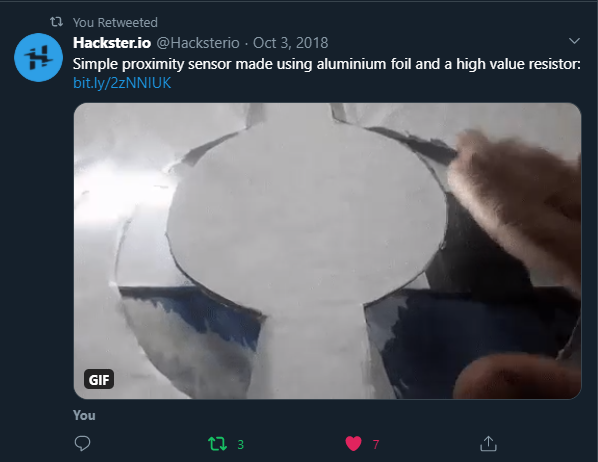 You Retweeted
Hackster.io @Hacksterio · Oct 3, 2018
Simple proximity sensor made using aluminium foil and a high value resistor:
bit.ly/2zNNIUK
GIF
You
3
7